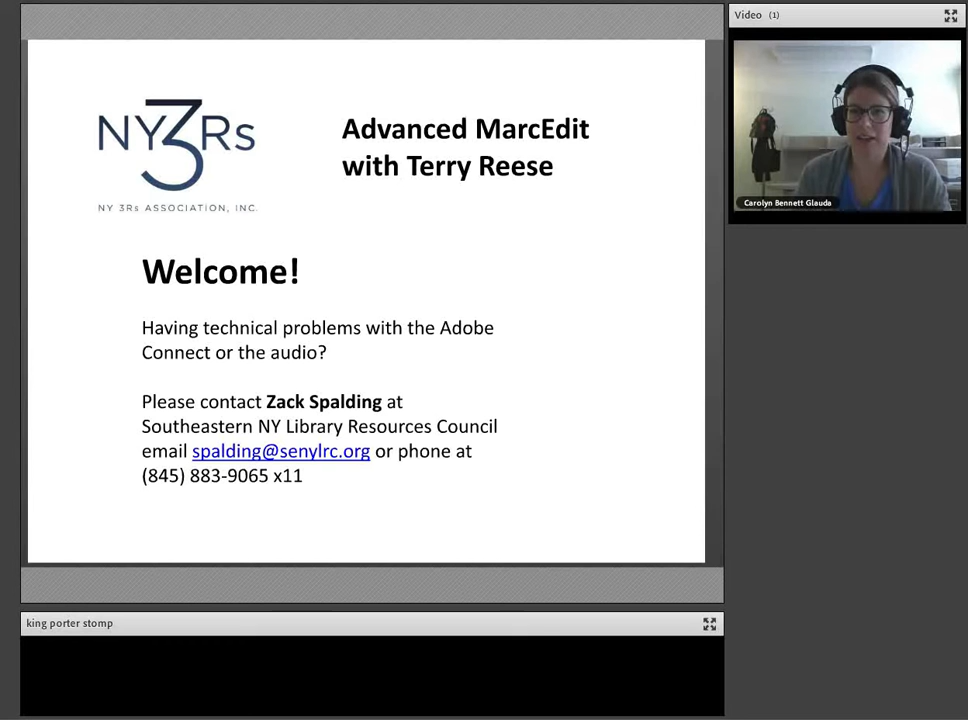 NY3Rs
NY 3Rs ASSOCIATION, INC.
Advanced MarcEdit
with Terry Reese
Welcome!
Having technical problems with the Adobe
Connect or the audio?
Please contact Zack Spalding at
Southeastern NY Library Resources Council
email spalding@senylrc.org or phone at
(845) 883-9065 x11
Video (1)
Carolyn Bennett Glauda
king porter stomp